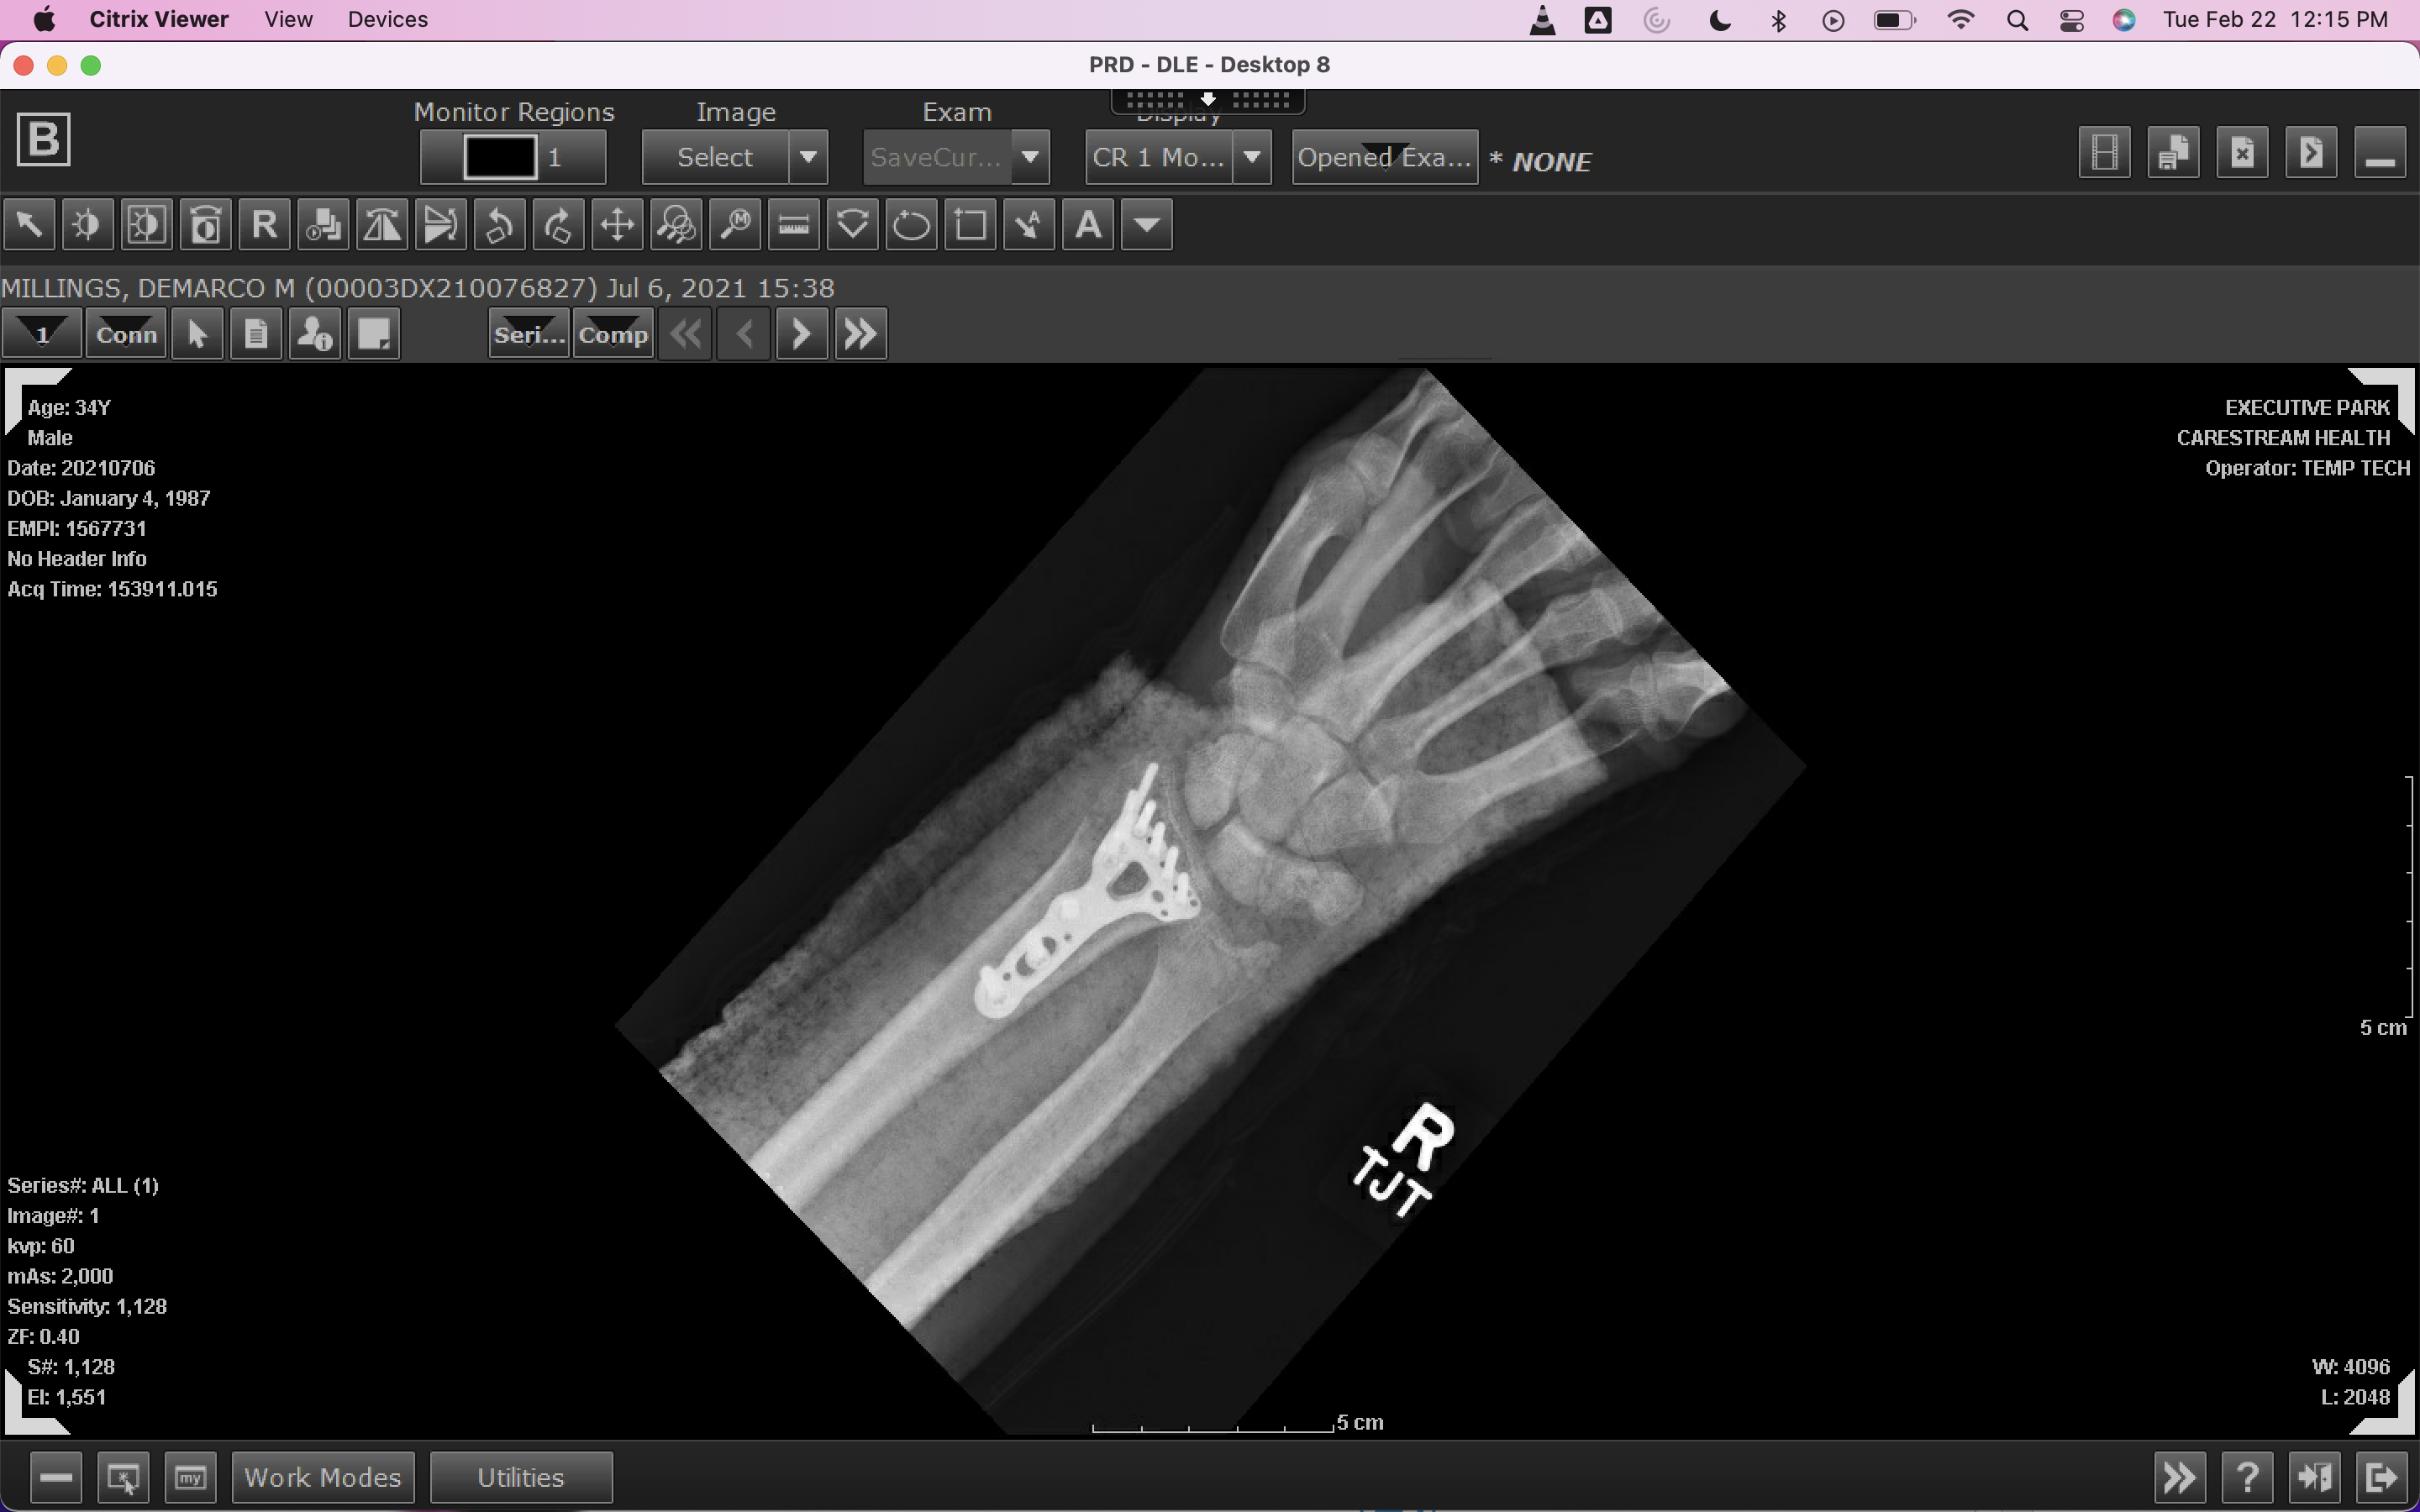 Citrix Viewer View Devices Tue Feb 22 12:15 PM
PRD - DLE - Desktop 8
B
Monitor Regions Image Exam Display
1 Select SaveCur... CR 1 Mo... Opened Exa... * NONE
R M A A
MILLINGS, DEMARCO M (00003DX210076827) Jul 6, 2021 15:38
1 Conn Seri... Comp
Age: 34Y
Male
Date: 20210706
DOB: January 4, 1987
EMPI: 1567731
No Header Info
Acq Time: 153911.015
EXECUTIVE PARK
CARESTREAM HEALTH
Operator: TEMP TECH
5 cm
R
TJT
Series#: ALL (1)
Image#: 1
kvp: 60
mAs: 2,000
Sensitivity: 1,128
ZF: 0.40
S#: 1,128
EI: 1,551
W: 4096
L: 2048
5 cm
my Work Modes Utilities ?